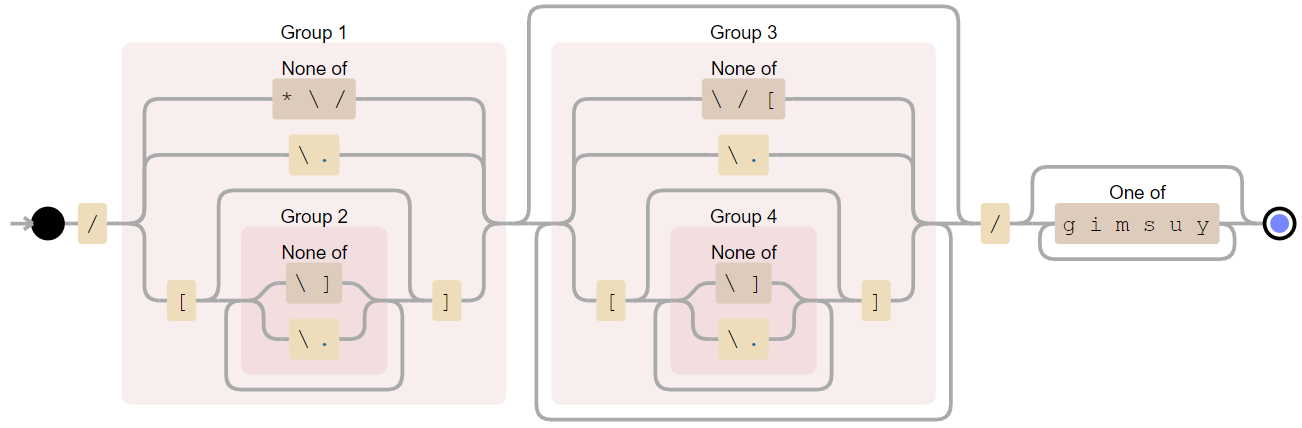 Group 1
Group 3
None of
None of
* \ /
\ / [
\ .
\ .
Group 2
Group 4
One of
/
/
g i m s u y
None of
None of
\ ]
\ ]
[
]
[
]
\ .
\ .